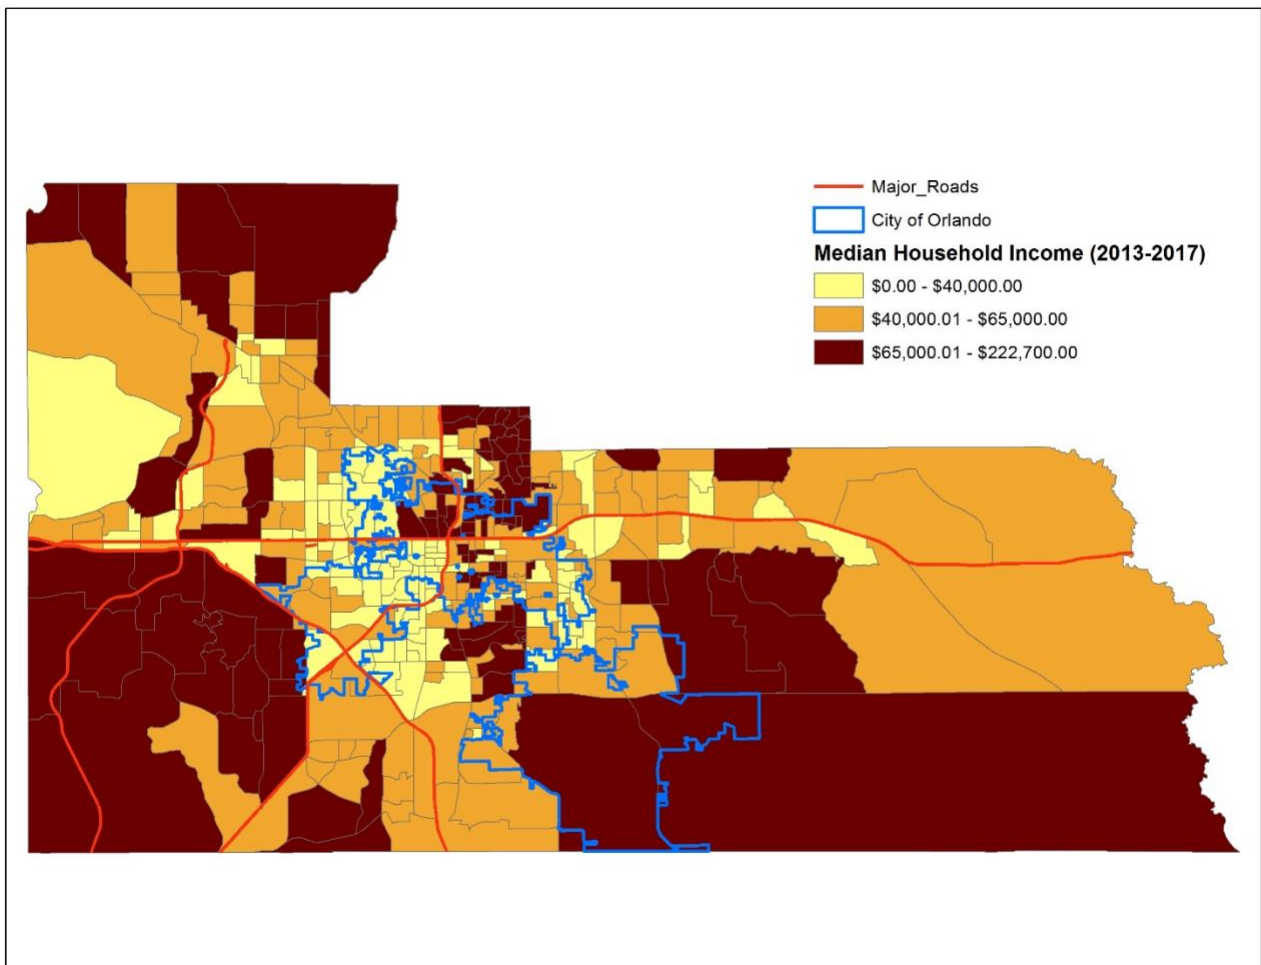 Major_Roads
City of Orlando
Median Household Income (2013-2017)
$0.00 - $40,000.00
$40,000.01 - $65,000.00
$65,000.01 - $222,700.00